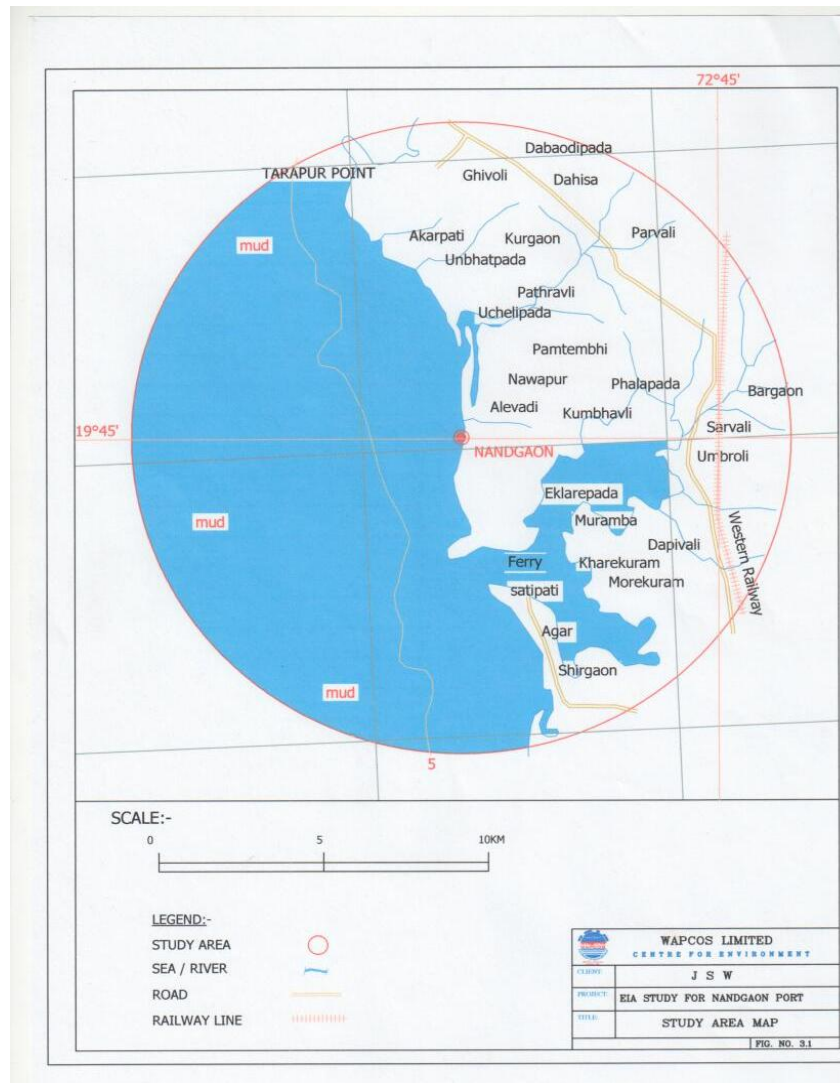 72°45'
Dabaodipada
TARAPUR POINT
Ghivoli
Dahisa
mud
Akarpati
Kurgaon
Parvali
Unbhatpada
Pathravli
Uchelipada
Pamtembhi
Nawapur
Phalapada
Bargaon
Alevadi
Kumbhavli
19°45'
Sarvali
NANDGAON
Umbroli
Eklarepada
mud
Muramba
Dapivali
Western Railway
Ferry
Kharekuram
Morekuram
satipati
Agar
Shirgaon
mud
5
SCALE:-
0 5 10KM
LEGEND:-
STUDY AREA
SEA / RIVER
ROAD
RAILWAY LINE
WAPCOS LIMITED
CENTRE FOR ENVIRONMENT
CLIENT: J S W
PROJECT: EIA STUDY FOR NANDGAON PORT
TITLE: STUDY AREA MAP
FIG. NO. 3.1